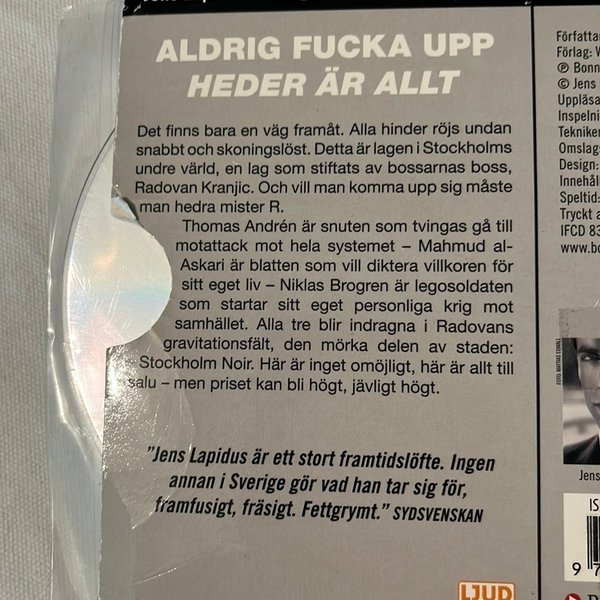 ALDRIG FUCKA UPP
HEDER ÄR ALLT
Det finns bara en väg framåt. Alla hinder röjs undan
snabbt och skoningslöst. Detta är lagen i Stockholms
undre värld, en lag som stiftats av bossarnas boss,
Radovan Kranjic. Och vill man komma upp sig måste
man hedra mister R.
Thomas Andrén är snuten som tvingas gå till
motattack mot hela systemet – Mahmud al-
Askari är blatten som vill diktera villkoren för
sitt eget liv – Niklas Brogren är legosoldaten
som startar sitt eget personliga krig mot
samhället. Alla tre blir indragna i Radovans
gravitationsfält, den mörka delen av staden:
Stockholm Noir. Här är inget omöjligt, här är allt till
salu – men priset kan bli högt, jävligt högt.
"Jens Lapidus är ett stort framtidslöfte. Ingen
annan i Sverige gör vad han tar sig för,
framfusigt, fräsigt. Fettgrymt." SYDSVENSKAN
LJUD
Författa
Förlag: 
℗ Bonn
© Jens
Uppläsa
Inspelni
Tekniker
Omslag
Design:
Innehåll
Speltid:
Tryckt a
IFCD 83
www.bo
Jens
IS
9 7